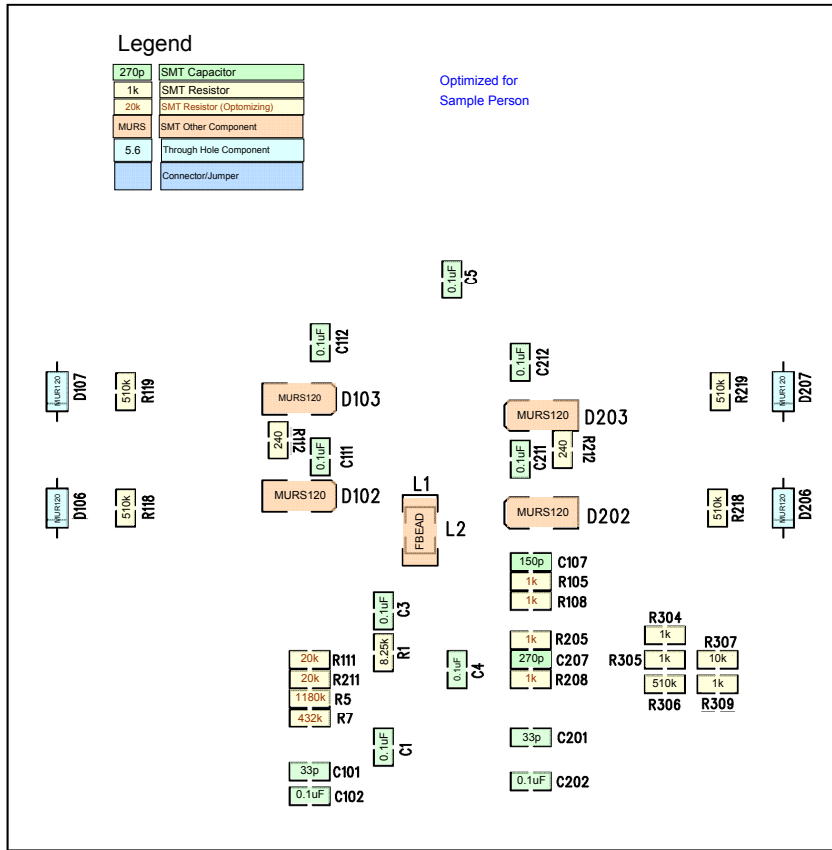 Legend
270p SMT Capacitor
1k SMT Resistor
20k SMT Resistor (Optomizing)
MURS SMT Other Component
5.6 Through Hole Component
Connector/Jumper
Optimized for
Sample Person
0.1uF C5
0.1uF C112
0.1uF C212
MUR120 D107
510k R119
MURS120 D103
MURS120 D203
510k R219
MUR120 D207
240 R112
0.1uF C111
0.1uF C211
240 R212
MUR120 D106
510k R118
MURS120 D102
L1
FBEAD L2
MURS120 D202
510k R218
MUR120 D206
150p C107
1k R105
1k R108
0.1uF C3
8.25k R1
1k R205
270p C207
1k R208
0.1uF C4
R304
1k
R305 1k
510k
R306
R307
10k
1k
R309
20k R111
20k R211
1180k R5
432k R7
0.1uF C1
33p C201
33p C101
0.1uF C102
0.1uF C202